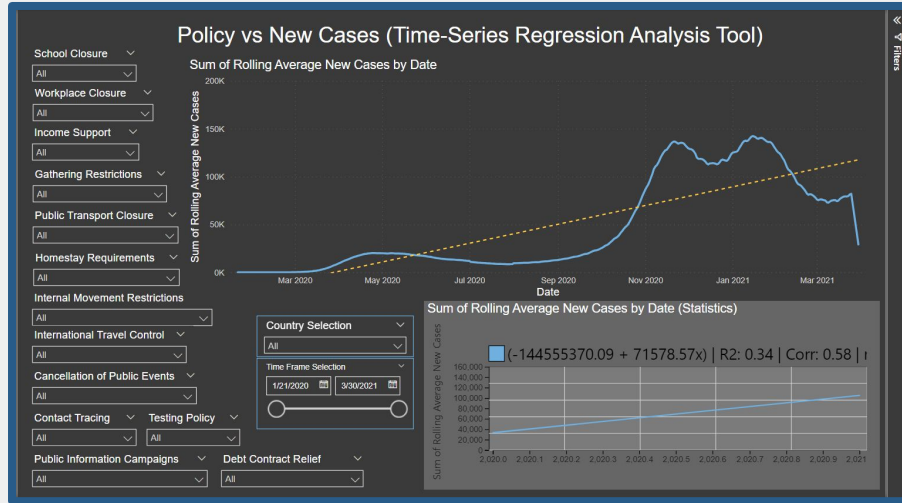 Policy vs New Cases (Time-Series Regression Analysis Tool)
Filters
School Closure
All
Workplace Closure
All
Income Support
All
Gathering Restrictions
All
Public Transport Closure
All
Homestay Requirements
All
Internal Movement Restrictions
All
International Travel Control
All
Cancellation of Public Events
All
Contact Tracing
All
Testing Policy
All
Public Information Campaigns
All
Debt Contract Relief
All
Sum of Rolling Average New Cases by Date
Sum of Rolling Average New Cases
200K
150K
100K
50K
0K
Mar 2020 May 2020 Jul 2020 Sep 2020 Nov 2020 Jan 2021 Mar 2021
Date
Country Selection
All
Time Frame Selection
1/21/2020 3/30/2021
Sum of Rolling Average New Cases by Date (Statistics)
(-144555370.09 + 71578.57x) | R2: 0.34 | Corr: 0.58 |
Sum of Rolling Average New Cases
160,000
140,000
120,000
100,000
80,000
60,000
40,000
20,000
0
2,020.0 2,020.1 2,020.2 2,020.3 2,020.4 2,020.5 2,020.6 2,020.7 2,020.8 2,020.9 2,021